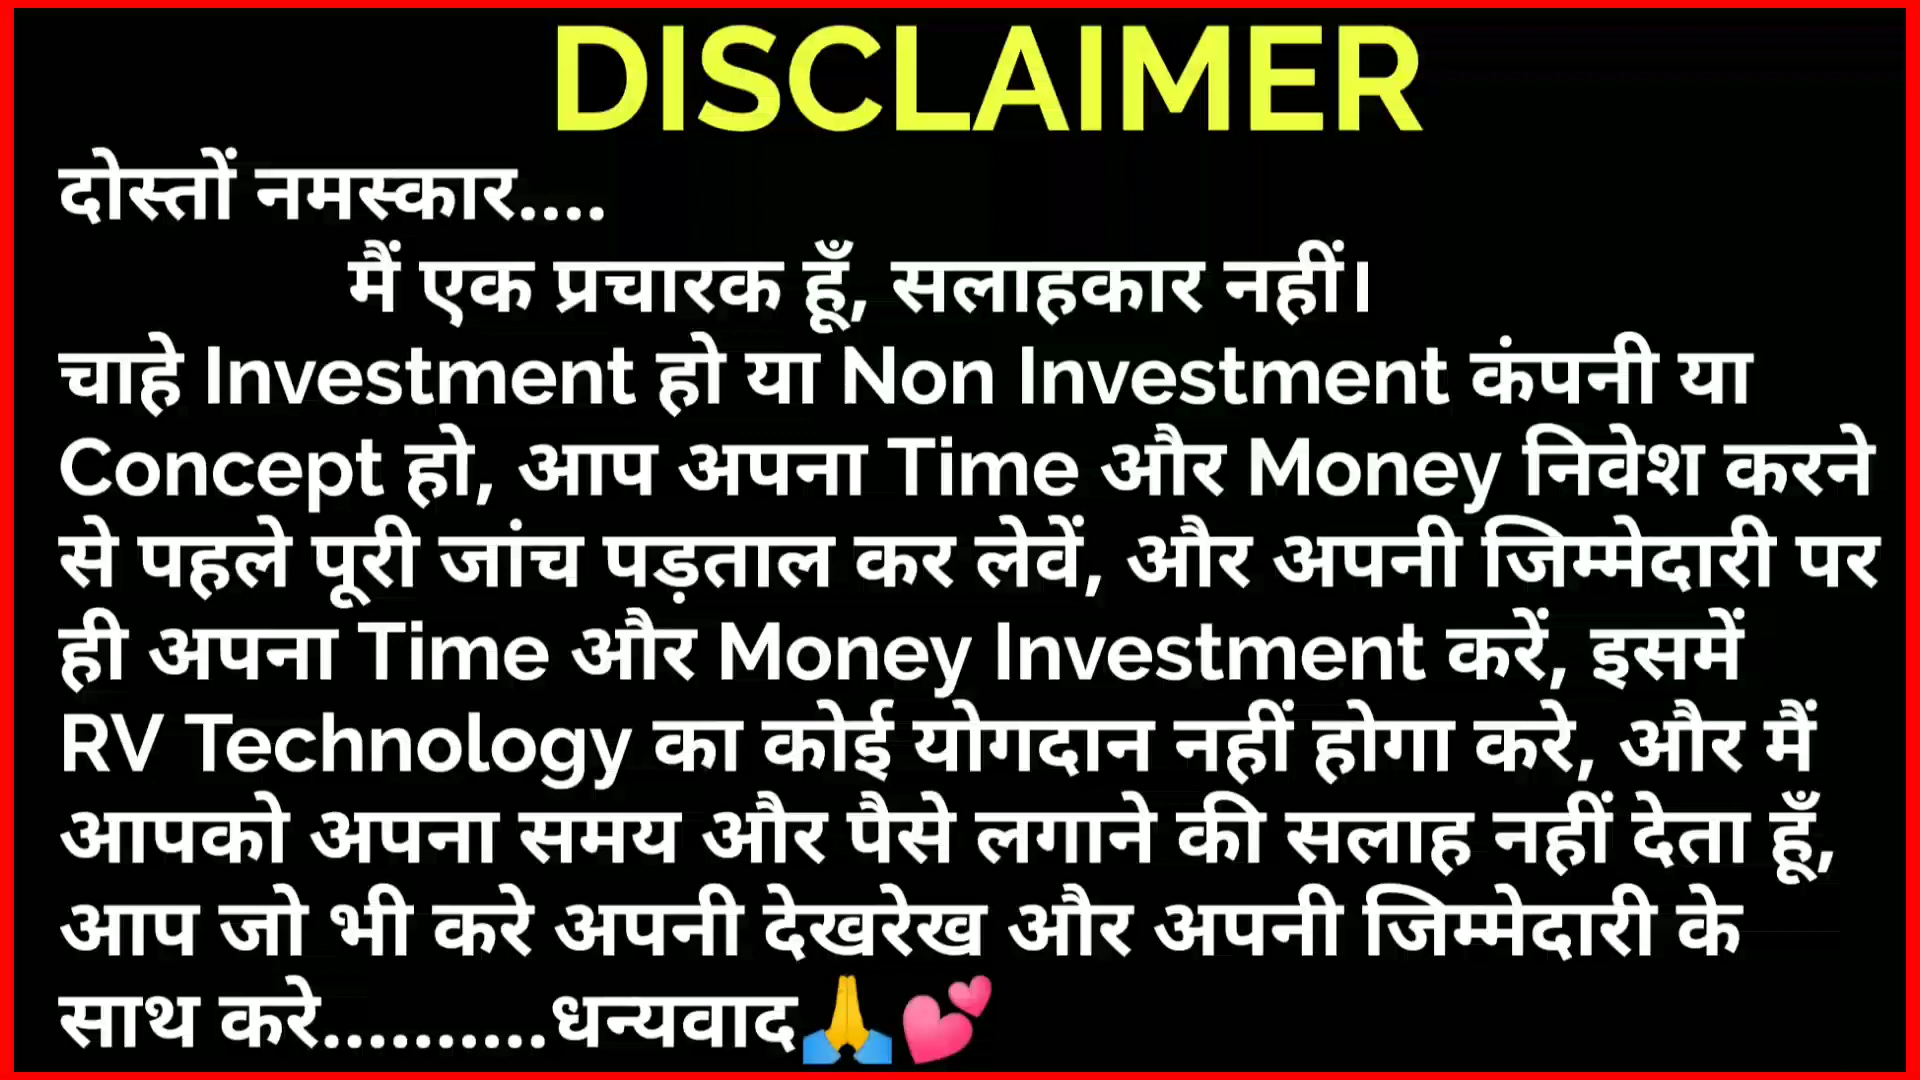 DISCLAIMER
दोस्तों नमस्कार....
मैं एक प्रचारक हूँ, सलाहकार नहीं।
चाहे Investment हो या Non Investment कंपनी या
Concept हो, आप अपना Time और Money निवेश करने
से पहले पूरी जांच पड़ताल कर लेवें, और अपनी जिम्मेदारी पर
ही अपना Time और Money Investment करें, इसमें
RV Technology का कोई योगदान नहीं होगा करे, और मैं
आपको अपना समय और पैसे लगाने की सलाह नहीं देता हूँ,
आप जो भी करे अपनी देखरेख और अपनी जिम्मेदारी के
साथ करे..........धन्यवाद🙏💕